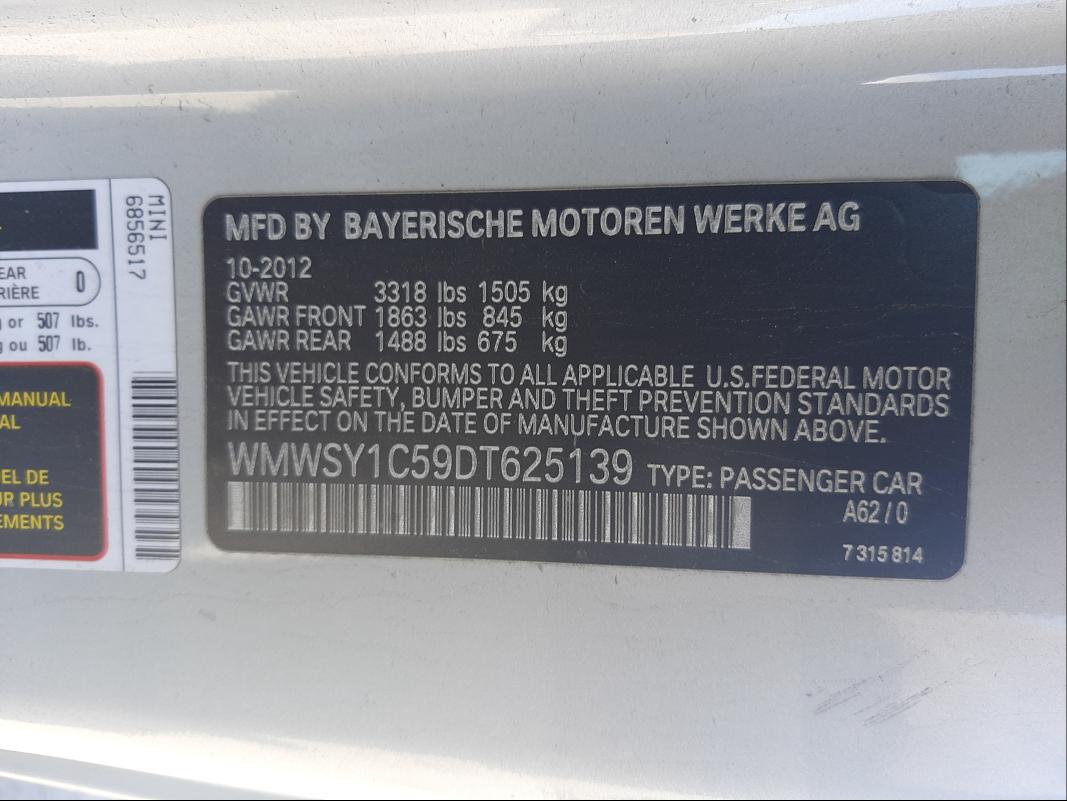 EAR
RIÈRE
0
g or 507 lbs.
g ou 507 lb.
MANUAL
AL
EL DE
UR PLUS
EMENTS
MINI
6856517
MFD BY BAYERISCHE MOTOREN WERKE AG
10-2012
GVWR 3318 lbs 1505 kg
GAWR FRONT 1863 lbs 845 kg
GAWR REAR 1488 lbs 675 kg
THIS VEHICLE CONFORMS TO ALL APPLICABLE U.S.FEDERAL MOTOR
VEHICLE SAFETY, BUMPER AND THEFT PREVENTION STANDARDS
IN EFFECT ON THE DATE OF MANUFACTURE SHOWN ABOVE.
WMWSY1C59DT625139 TYPE: PASSENGER CAR
A62/0
7 315 814